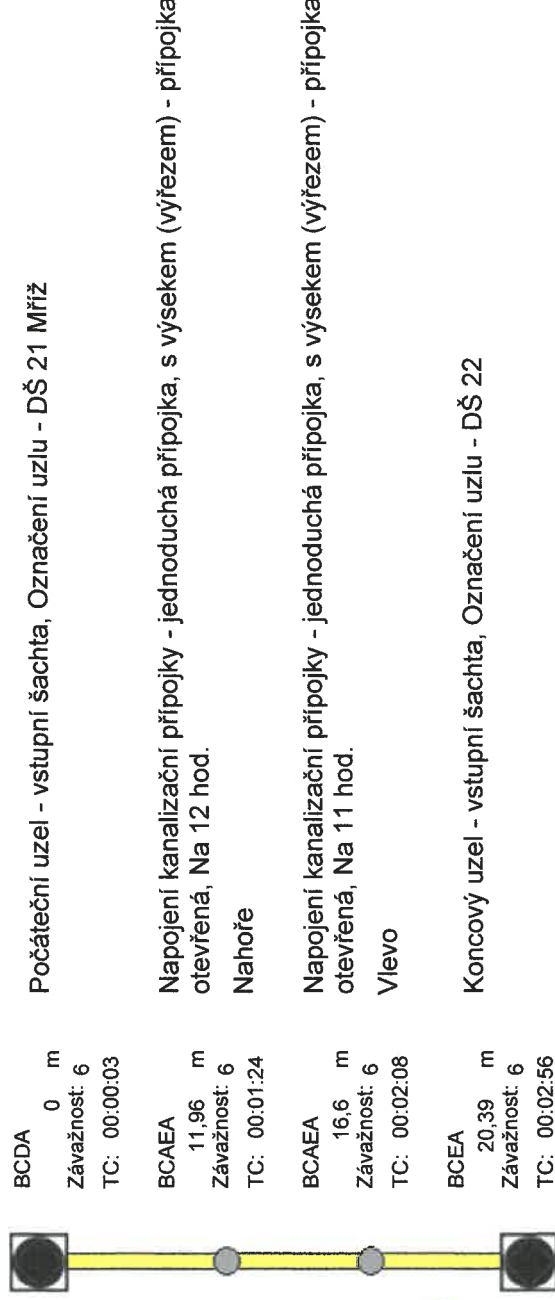 BCDA
0 m
Závažnost: 6
TC: 00:00:03
Počáteční uzel - vstupní šachta, Označení uzlu - DŠ 21 Mříž
BCAEA
11,96 m
Závažnost: 6
TC: 00:01:24
Napojení kanalizační přípojky - jednoduchá přípojka, s výsekem (výřezem) - přípojka
otevřená, Na 12 hod.
Nahoře
BCAEA
16,6 m
Závažnost: 6
TC: 00:02:08
Napojení kanalizační přípojky - jednoduchá přípojka, s výsekem (výřezem) - přípojka
otevřená, Na 11 hod.
Vlevo
BCEA
20,39 m
Závažnost: 6
TC: 00:02:56
Koncový uzel - vstupní šachta, Označení uzlu - DŠ 22